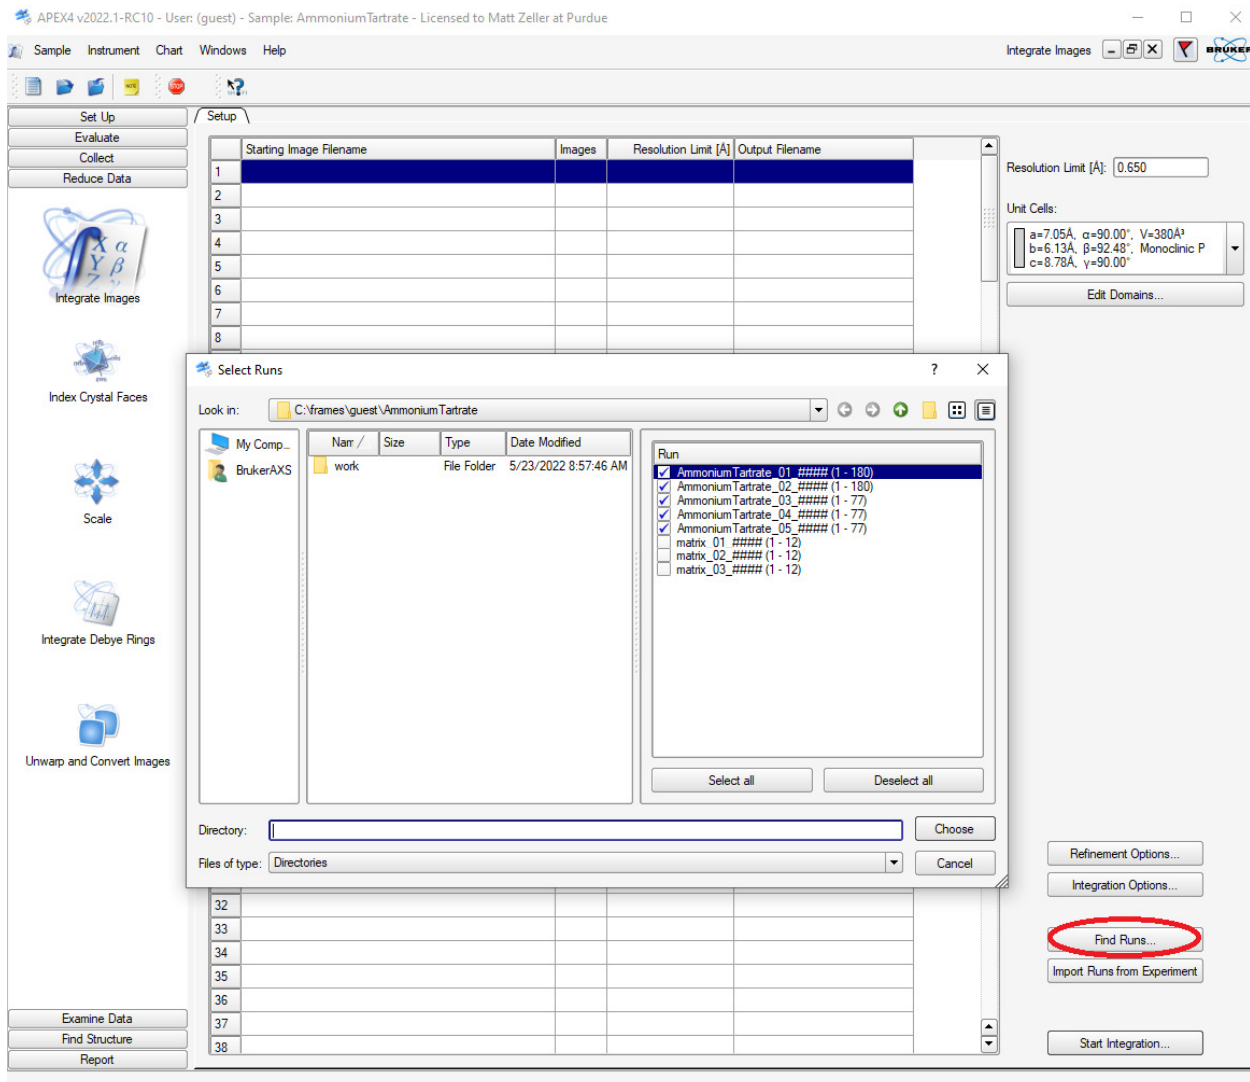 APEX4 v2022.1-RC10 - User: (guest) - Sample: AmmoniumTartrate - Licensed to Matt Zeller at Purdue
Sample Instrument Chart Windows Help
Integrate Images
BRUKER
NOTE
STOP
Set Up
Evaluate
Collect
Reduce Data
Integrate Images
Index Crystal Faces
Scale
Integrate Debye Rings
Unwarp and Convert Images
Examine Data
Find Structure
Report
Setup
Starting Image Filename Images Resolution Limit [Å] Output Filename
1
2
3
4
5
6
7
8
32
33
34
35
36
37
38
Resolution Limit [Å]: 0.650
Unit Cells:
a=7.05Å, α=90.00°, V=380Å³
b=6.13Å, β=92.48°, Monoclinic P
c=8.78Å, γ=90.00°
Edit Domains...
Select Runs
?
Look in: C:\frames\guest\AmmoniumTartrate
My Comp...
BrukerAXS
Nam Size Type Date Modified
work File Folder 5/23/2022 8:57:46 AM
Run
AmmoniumTartrate_01_#### (1 - 180)
AmmoniumTartrate_02_#### (1 - 180)
AmmoniumTartrate_03_#### (1 - 77)
AmmoniumTartrate_04_#### (1 - 77)
AmmoniumTartrate_05_#### (1 - 77)
matrix_01_#### (1 - 12)
matrix_02_#### (1 - 12)
matrix_03_#### (1 - 12)
Select all Deselect all
Directory: Choose
Files of type: Directories Cancel
Refinement Options...
Integration Options...
Find Runs...
Import Runs from Experiment
Start Integration...